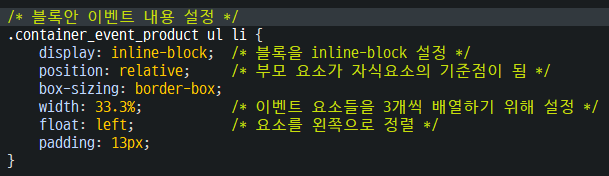 /* 블록안 이벤트 내용 설정 */
.container_event_product ul li {
    display: inline-block;  /* 블록을 inline-block 설정 */
    position: relative;     /* 부모 요소가 자식요소의 기준점이 됨 */
    box-sizing: border-box;
    width: 33.3%;           /* 이벤트 요소들을 3개씩 배열하기 위해 설정 */
    float: left;            /* 요소를 왼쪽으로 정렬 */
    padding: 13px;
}